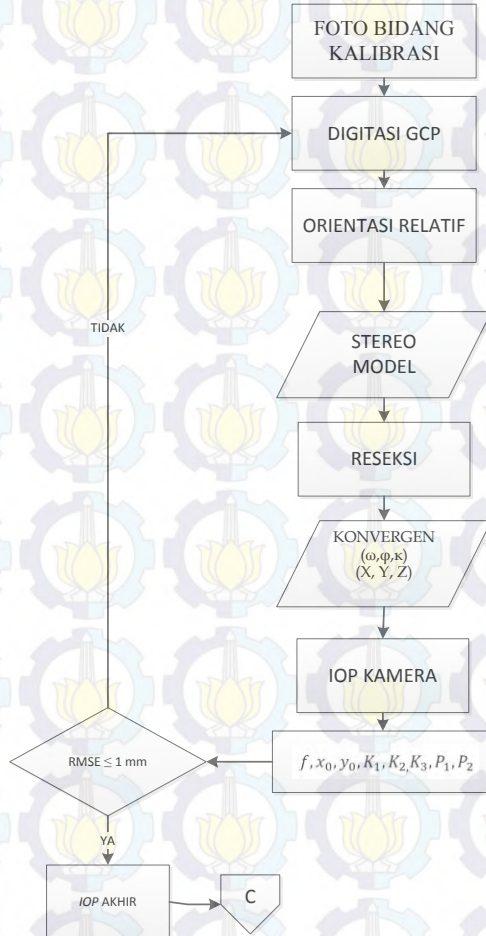 FOTO BIDANG
KALIBRASI
DIGITASI GCP
ORIENTASI RELATIF
STEREO
MODEL
RESEKSI
KONVERGEN
(ω,φ,κ)
(X, Y, Z)
IOP KAMERA
f, x₀, y₀, K₁, K₂, K₃, P₁, P₂
RMSE ≤ 1 mm
TIDAK
YA
IOP AKHIR
C